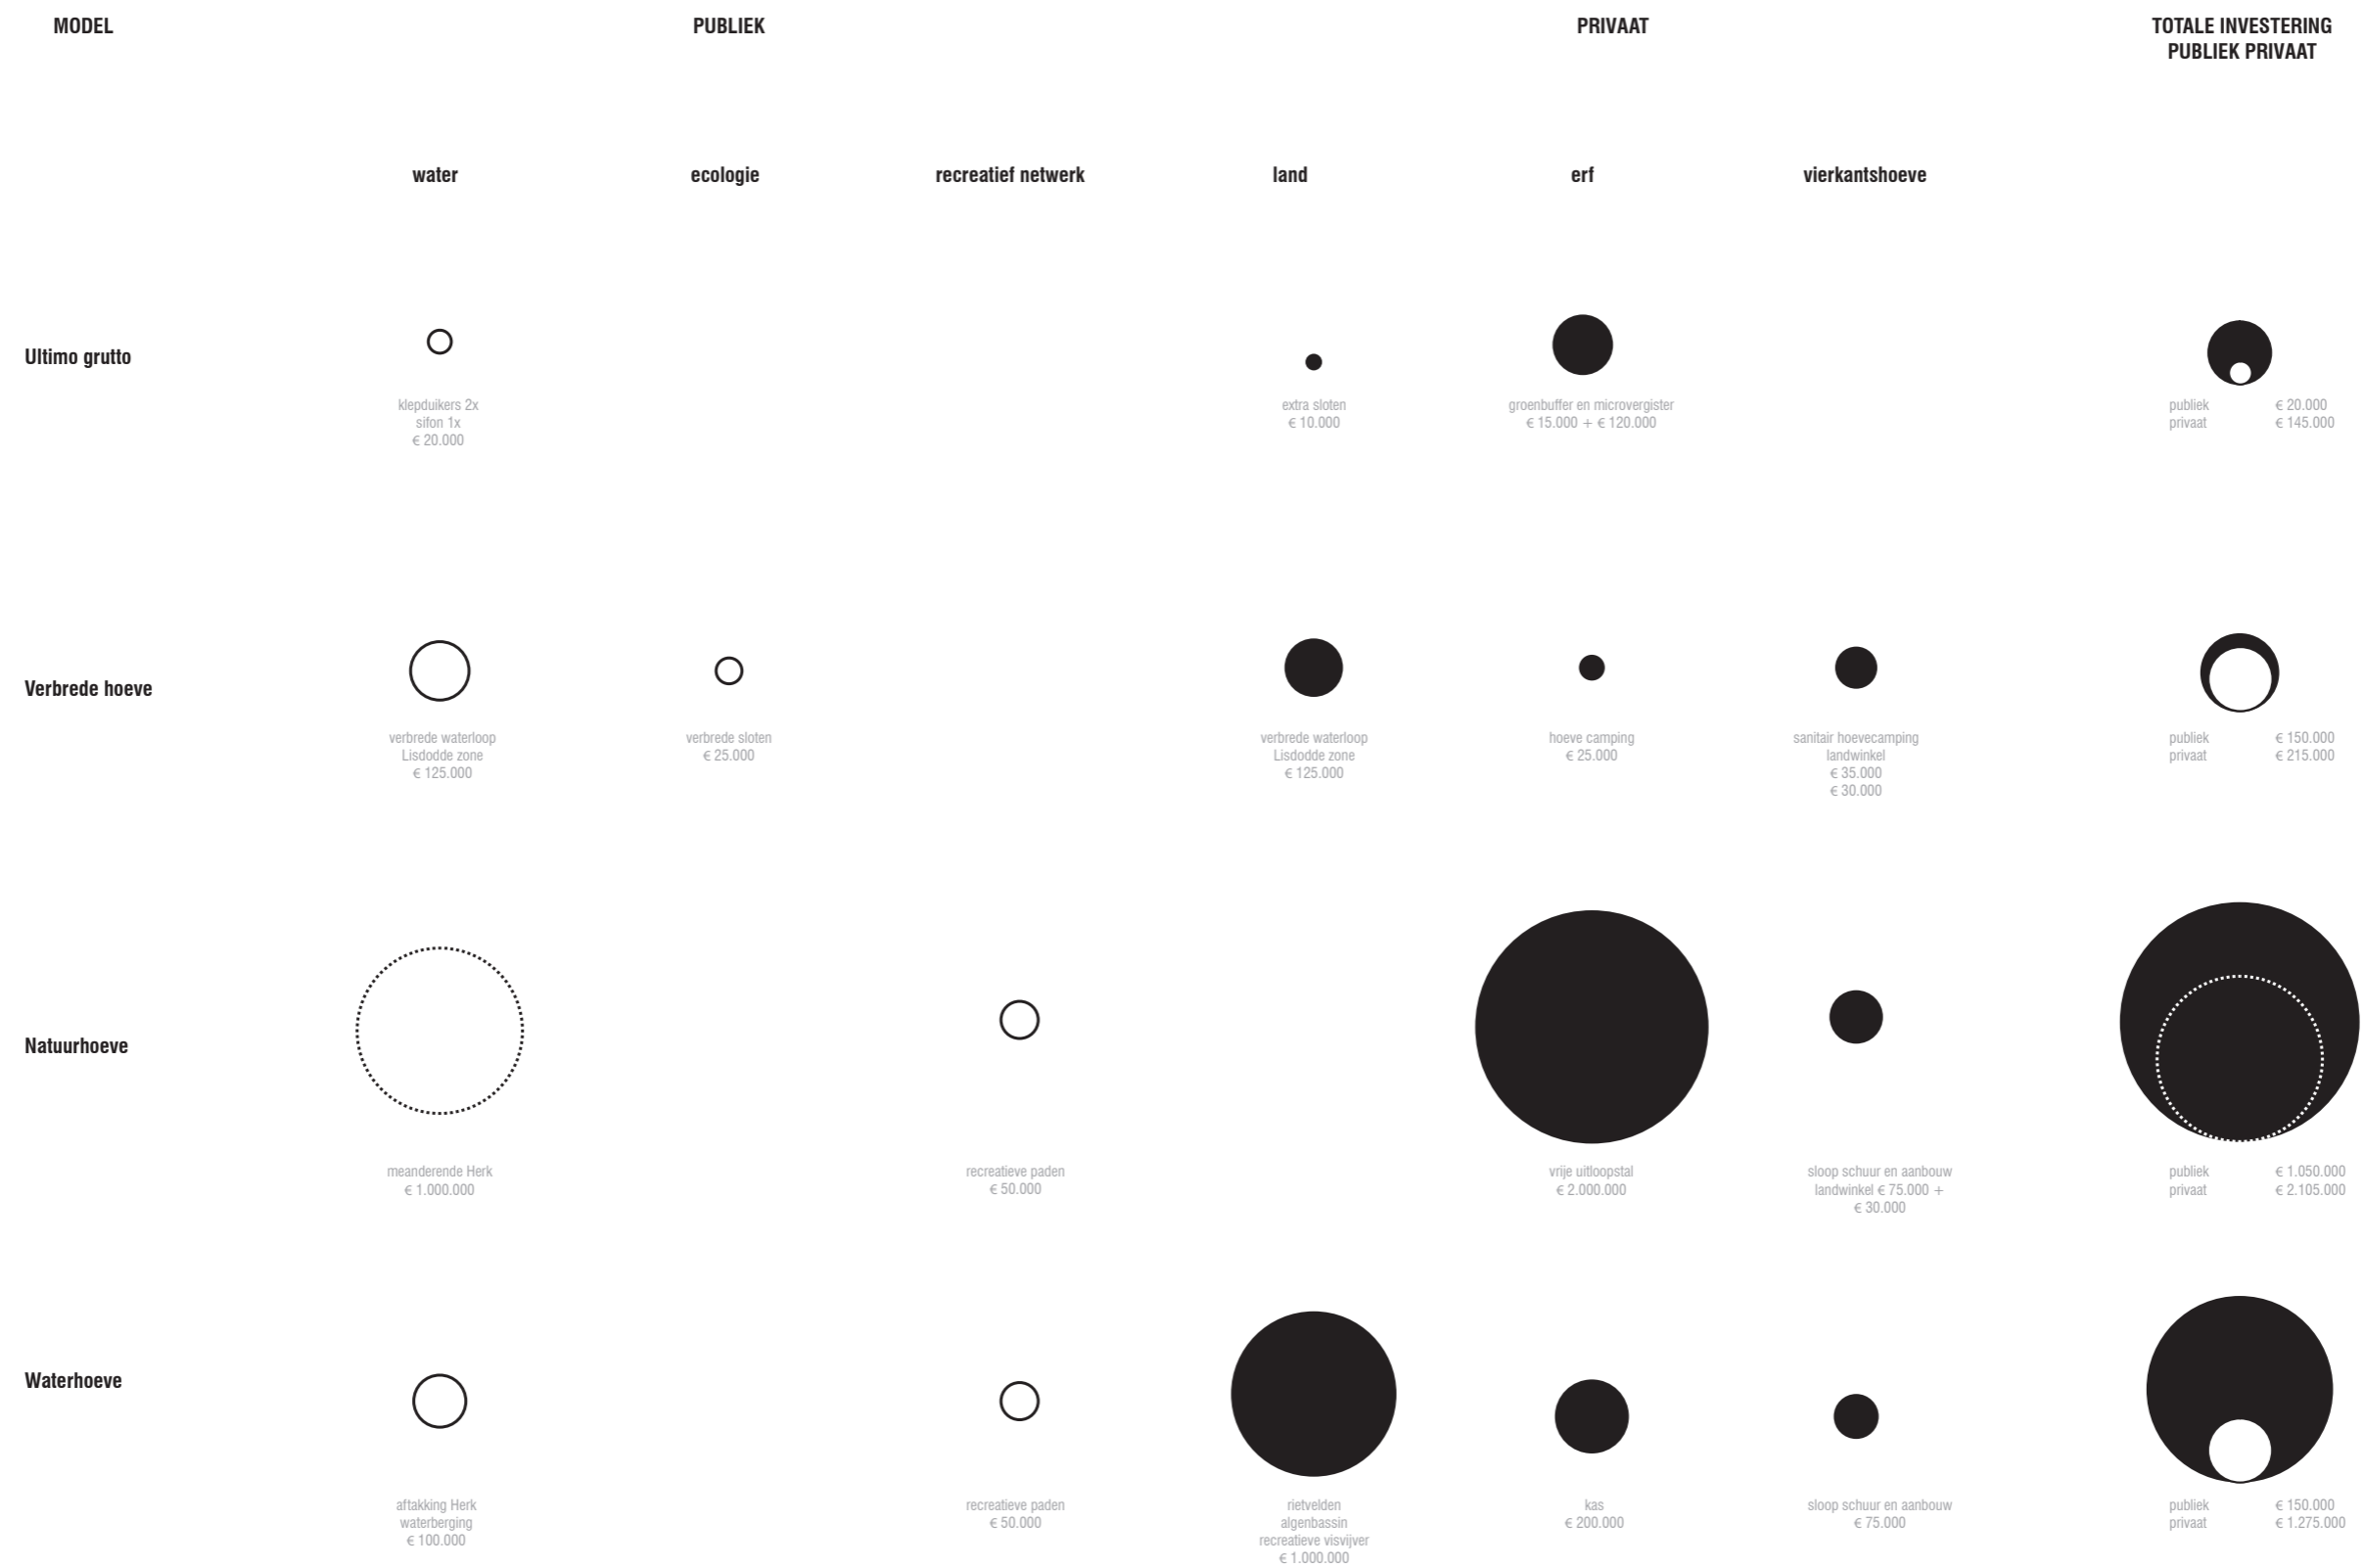 MODEL
PUBLIEK
PRIVAAT
TOTALE INVESTERING
PUBLIEK PRIVAAT
water
ecologie
recreatief netwerk
land
erf
vierkantshoeve
Ultimo grutto
klepduikers 2x
sifon 1x
€ 20.000
extra sloten
€ 10.000
groenbuffer en microvergister
€ 15.000 + € 120.000
publiek € 20.000
privaat € 145.000
Verbrede hoeve
verbrede waterloop
Lisdodde zone
€ 125.000
verbrede sloten
€ 25.000
verbrede waterloop
Lisdodde zone
€ 125.000
hoeve camping
€ 25.000
sanitair hoevecamping
landwinkel
€ 35.000
€ 30.000
publiek € 150.000
privaat € 215.000
Natuurhoeve
meanderende Herk
€ 1.000.000
recreatieve paden
€ 50.000
vrije uitloopstal
€ 2.000.000
sloop schuur en aanbouw
landwinkel € 75.000 +
€ 30.000
publiek € 1.050.000
privaat € 2.105.000
Waterhoeve
aftakking Herk
waterberging
€ 100.000
recreatieve paden
€ 50.000
rietvelden
algenbassin
recreatieve visvijver
€ 1.000.000
kas
€ 200.000
sloop schuur en aanbouw
€ 75.000
publiek € 150.000
privaat € 1.275.000